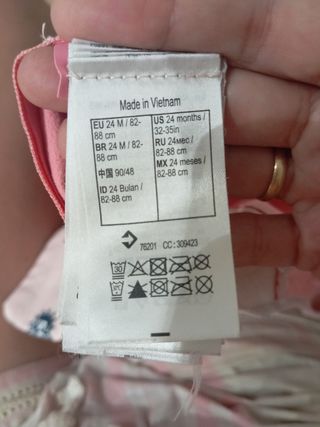 Made in Vietnam
EU 24 M / 82-
88 cm
BR 24 M / 82-
88 cm
中国 90/48
ID 24 Bulan /
82-88 cm
US 24 months /
32-35in
RU 24мес /
82-88 cm
MX 24 meses /
82-88 cm
76201 CC: 309423
30